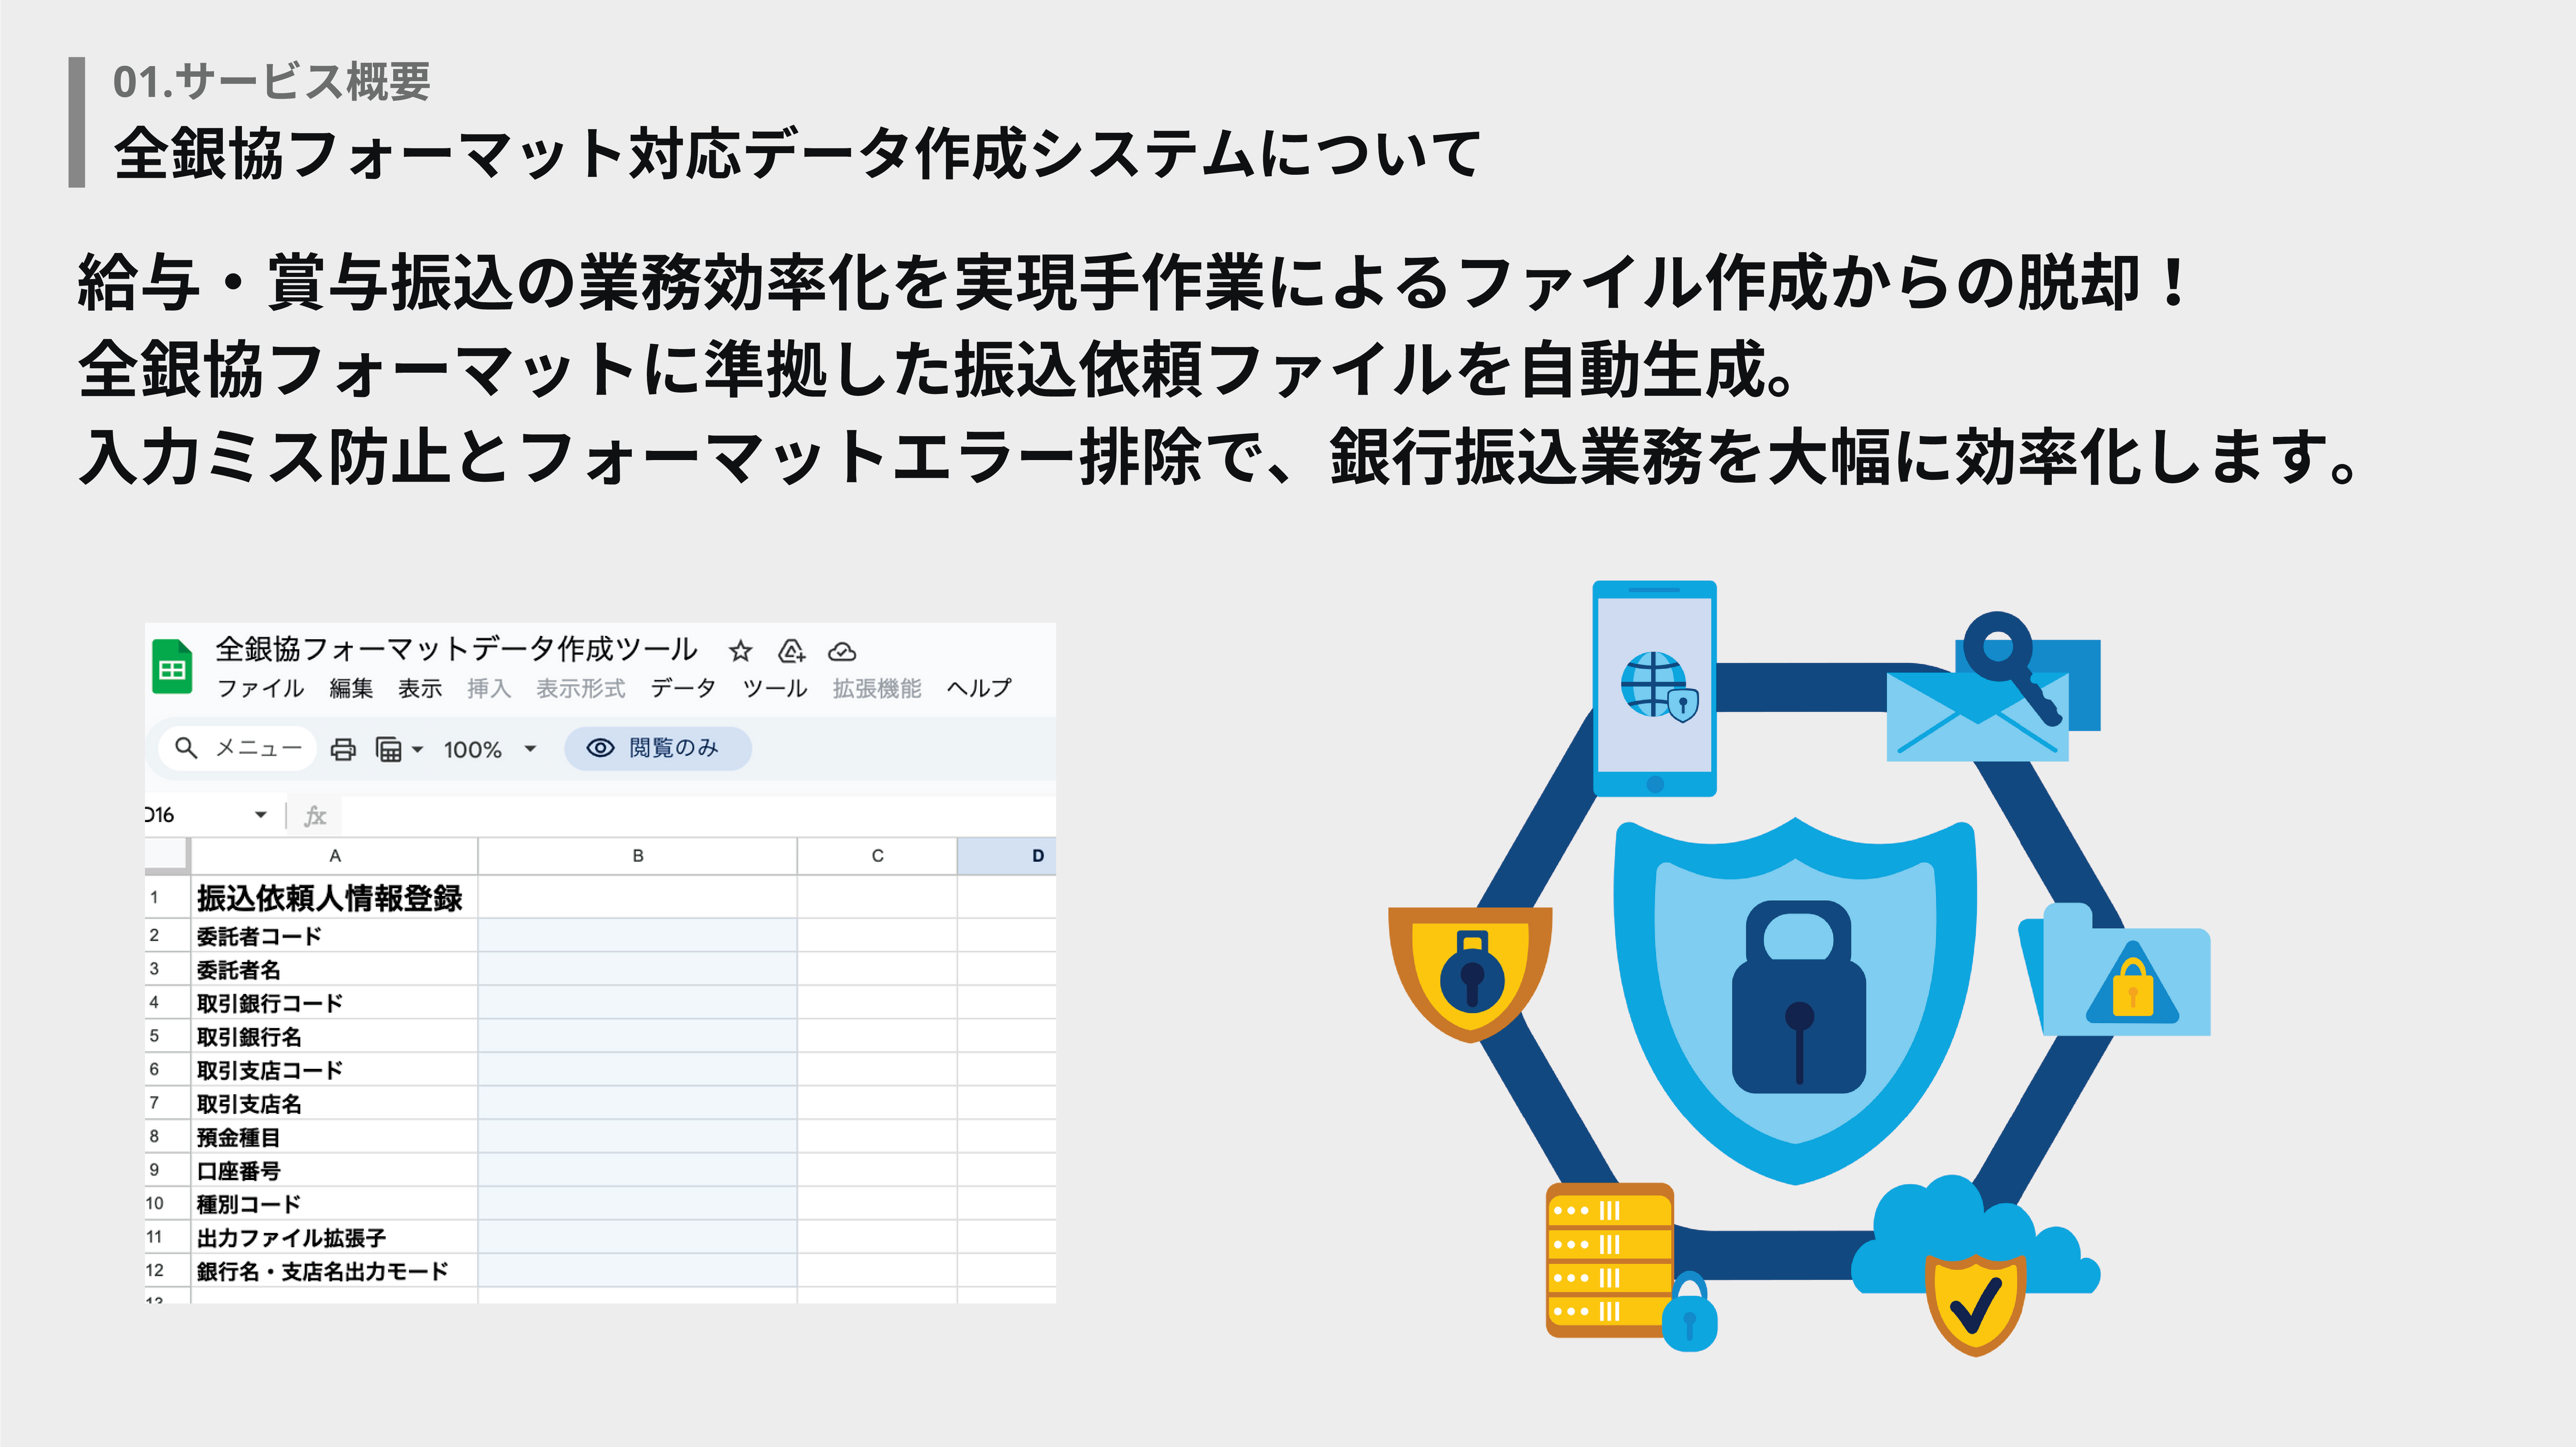 01.サービス概要
全銀協フォーマット対応データ作成システムについて
給与・賞与振込の業務効率化を実現手作業によるファイル作成からの脱却！
全銀協フォーマットに準拠した振込依頼ファイルを自動生成。
入力ミス防止とフォーマットエラー排除で、銀行振込業務を大幅に効率化します。
全銀協フォーマットデータ作成ツール
ファイル 編集 表示 挿入 表示形式 データ ツール 拡張機能 ヘルプ
メニュー 100% 閲覧のみ
D16 fx
A B C D
1 振込依頼人情報登録
2 委託者コード
3 委託者名
4 取引銀行コード
5 取引銀行名
6 取引支店コード
7 取引支店名
8 預金種目
9 口座番号
10 種別コード
11 出力ファイル拡張子
12 銀行名・支店名出力モード
13